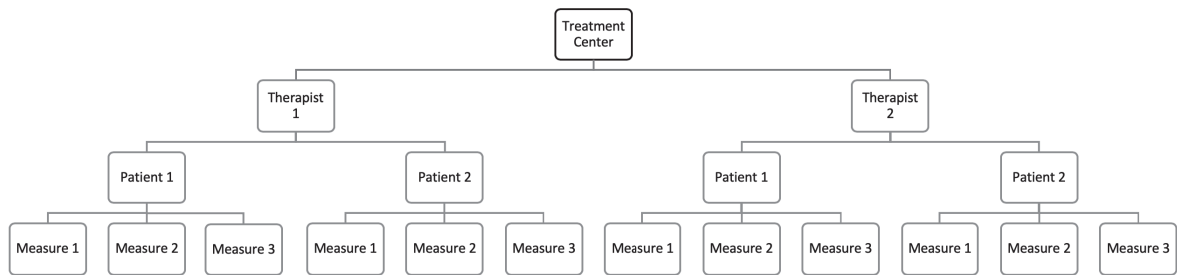 Treatment
Center
Therapist
1
Therapist
2
Patient 1
Patient 2
Patient 1
Patient 2
Measure 1
Measure 2
Measure 3
Measure 1
Measure 2
Measure 3
Measure 1
Measure 2
Measure 3
Measure 1
Measure 2
Measure 3